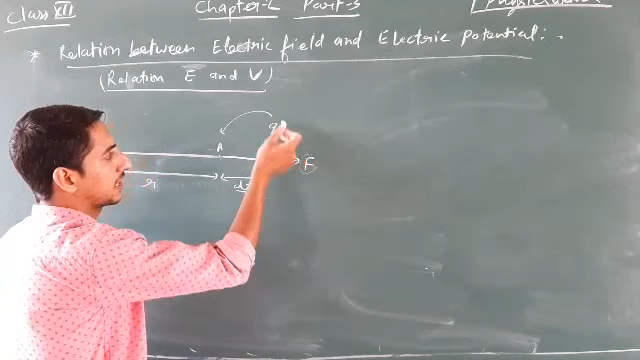 Class XII
Chapter-2 Part-3
* Relation between Electric field and Electric Potential :-
(Relation E and V)
A
F
r